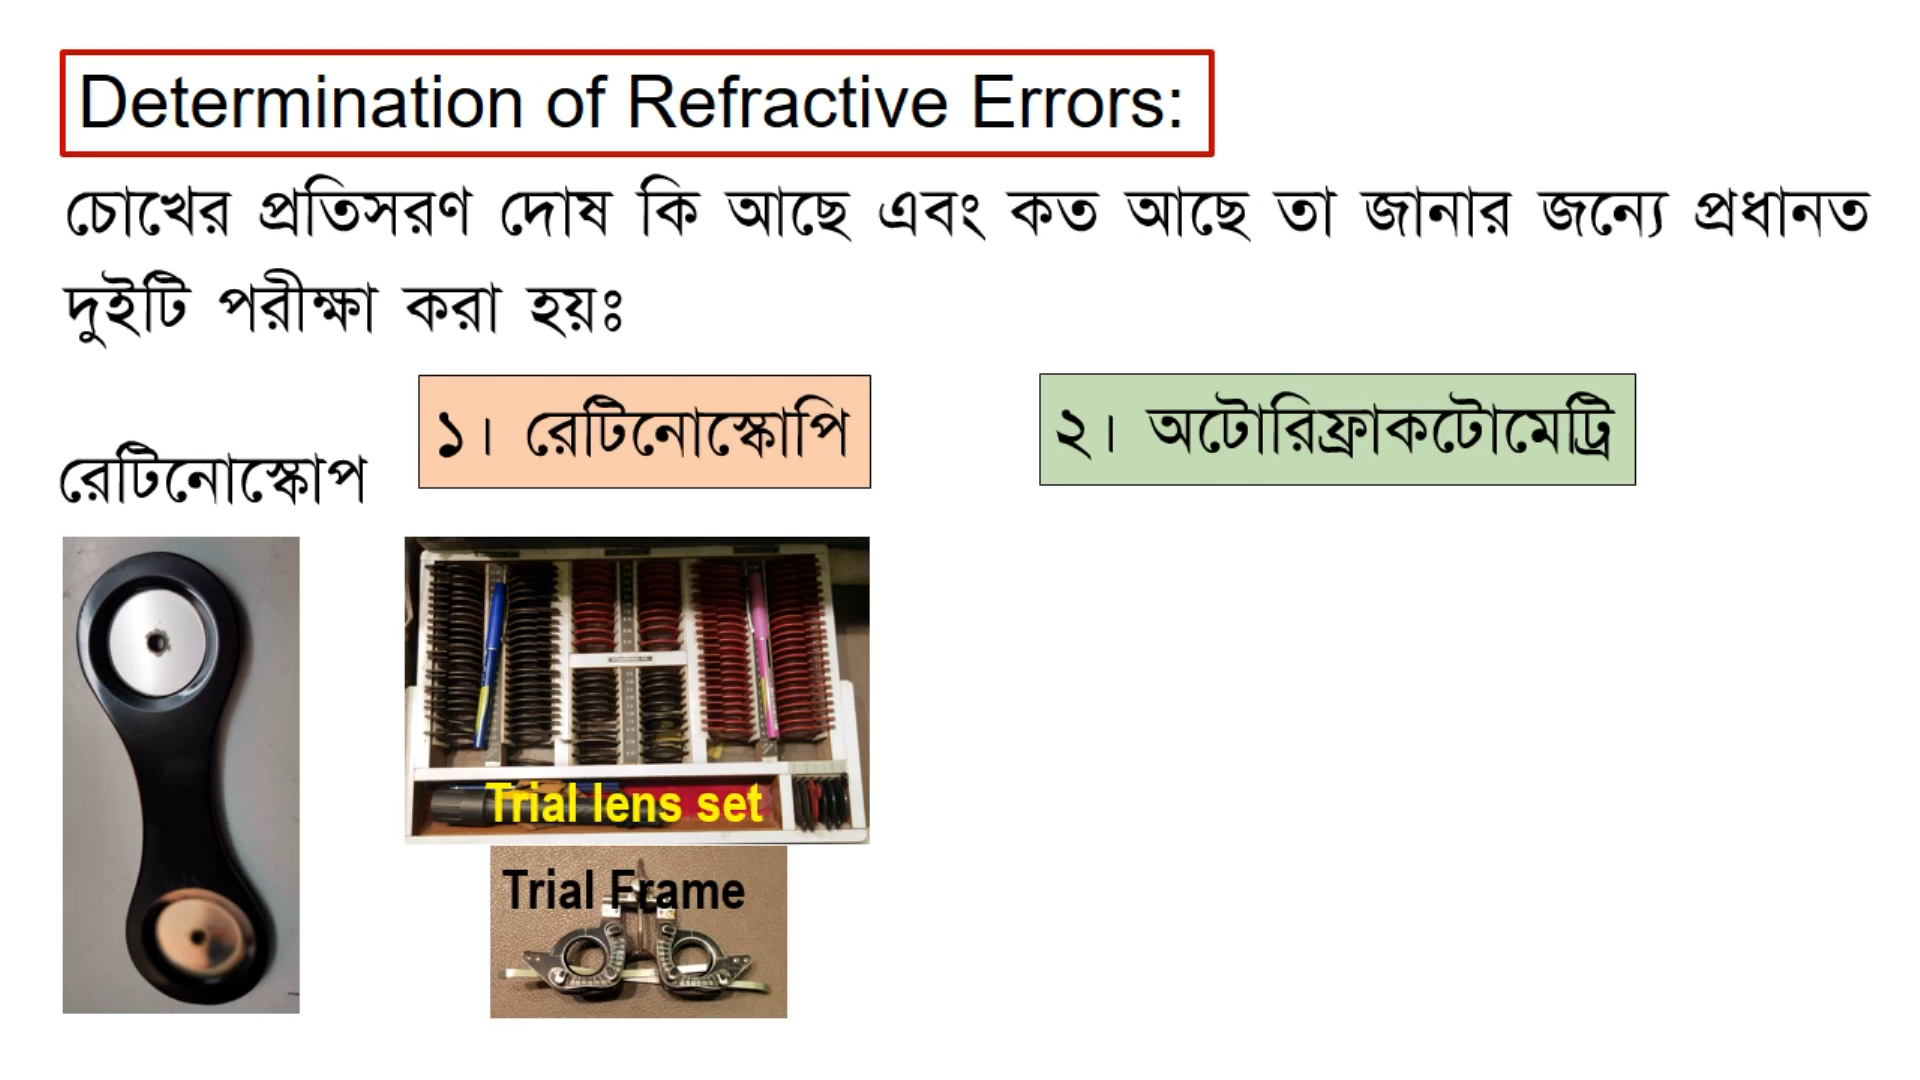 Determination of Refractive Errors:
চোখের প্রতিসরণ দোষ কি আছে এবং কত আছে তা জানার জন্যে প্রধানত
দুইটি পরীক্ষা করা হয়ঃ
১। রেটিনোস্কোপি
২। অটোরিফ্রাকটোমেট্রি
রেটিনোস্কোপ
Trial lens set
Trial Frame